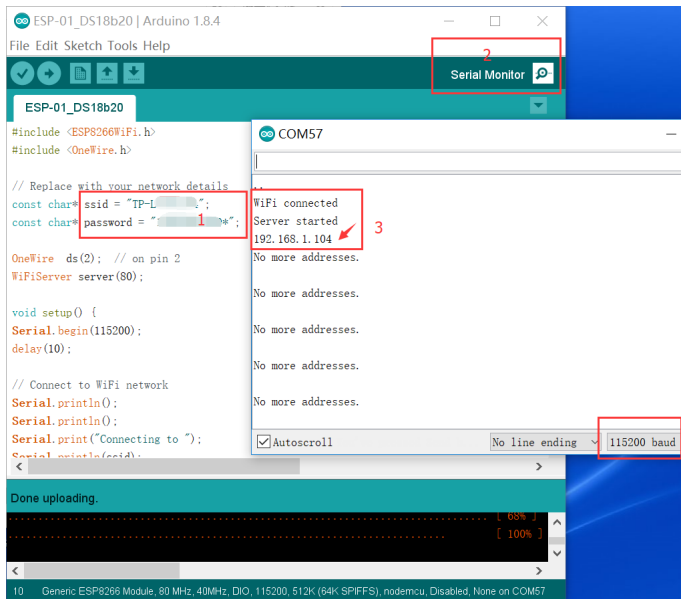 ESP-01_DS18b20 | Arduino 1.8.4
File Edit Sketch Tools Help
2
Serial Monitor
ESP-01_DS18b20
#include <ESP8266WiFi.h>
#include <OneWire.h>
// Replace with your network details
const char* ssid = "TP-L
const char* password = "
1
*";
OneWire ds(2); // on pin 2
WiFiServer server(80);
void setup() {
Serial.begin(115200);
delay(10);
// Connect to WiFi network
Serial.println();
Serial.println();
Serial.print("Connecting to ");
Serial.println(ssid);
COM57
..
WiFi connected
Server started
192.168.1.104
3
No more addresses.
No more addresses.
No more addresses.
No more addresses.
No more addresses.
Autoscroll
No line ending
115200 baud
Done uploading.
[ 68% ]
[ 100% ]
10 Generic ESP8266 Module, 80 MHz, 40MHz, DIO, 115200, 512K (64K SPIFFS), nodemcu, Disabled, None on COM57